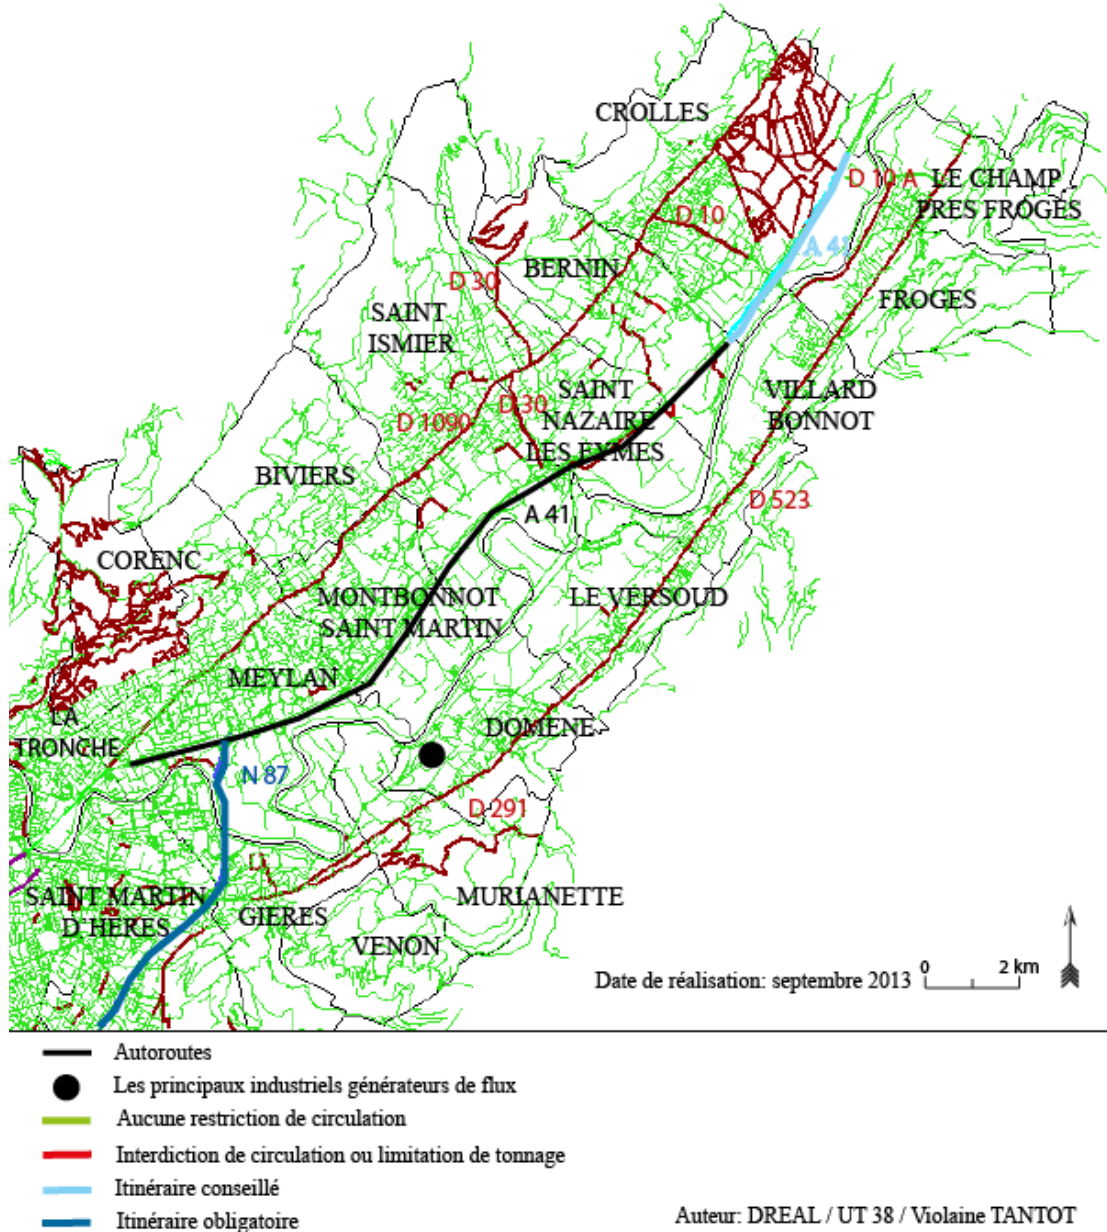 CROLLES
D 10 A
LE CHAMP
PRES FROGES
D 10
A 41
BERNIN
D 30
FROGES
SAINT
ISMIER
SAINT
NAZAIRE
LES EYMES
D 30
VILLARD
BONNOT
D 1090
BIVIERS
D 523
A 41
CORENC
MONTBONNOT
SAINT MARTIN
LE VERSOUD
MEYLAN
LA
TRONCHE
DOMENE
N 87
D 291
SAINT MARTIN
D'HERES
GIERES
MURIANETTE
VENON
Date de réalisation: septembre 2013
0 2 km
Autoroutes
Les principaux industriels générateurs de flux
Aucune restriction de circulation
Interdiction de circulation ou limitation de tonnage
Itinéraire conseillé
Itinéraire obligatoire
Auteur: DREAL / UT 38 / Violaine TANTOT